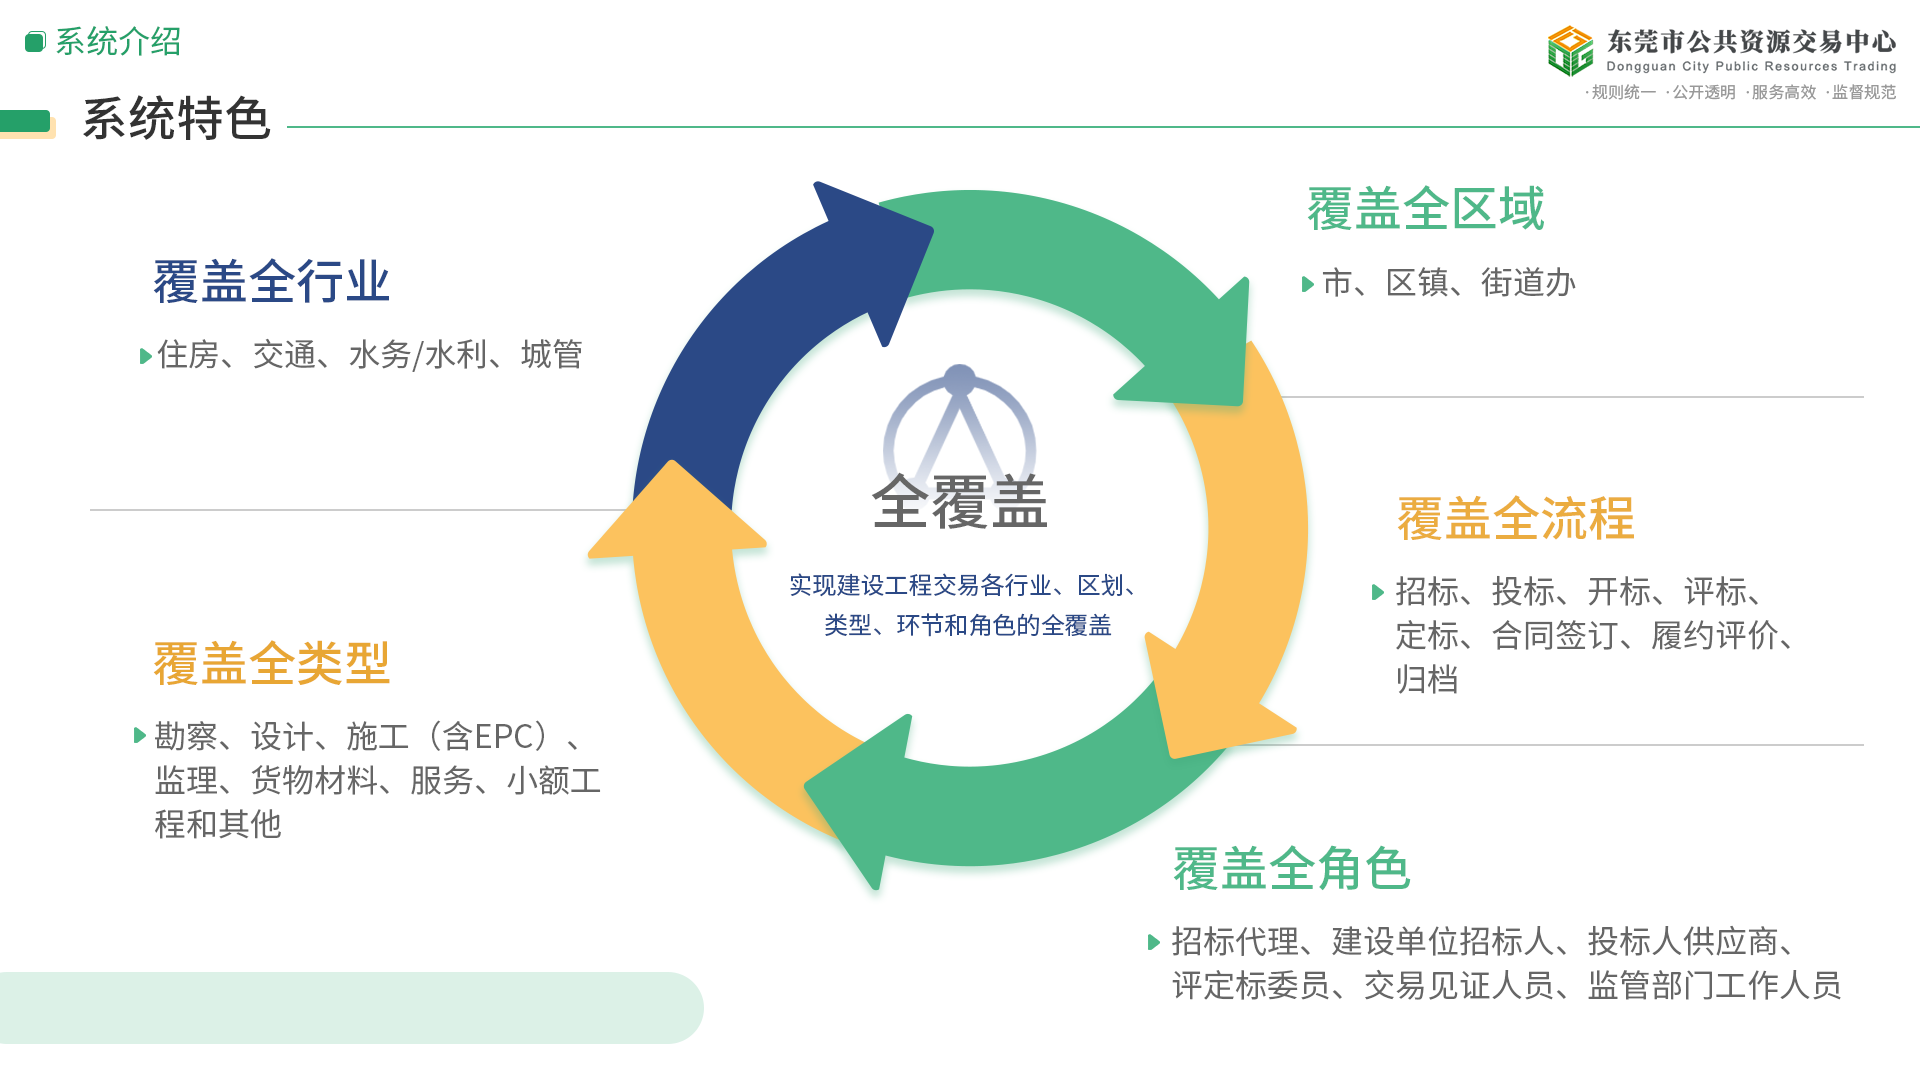 系统介绍
东莞市公共资源交易中心
Dongguan City Public Resources Trading
·规则统一 ·公开透明 ·服务高效 ·监督规范
系统特色
覆盖全行业
住房、交通、水务/水利、城管
覆盖全类型
勘察、设计、施工（含EPC）、
监理、货物材料、服务、小额工
程和其他
全覆盖
实现建设工程交易各行业、区划、
类型、环节和角色的全覆盖
覆盖全区域
市、区镇、街道办
覆盖全流程
招标、投标、开标、评标、
定标、合同签订、履约评价、
归档
覆盖全角色
招标代理、建设单位招标人、投标人供应商、
评定标委员、交易见证人员、监管部门工作人员